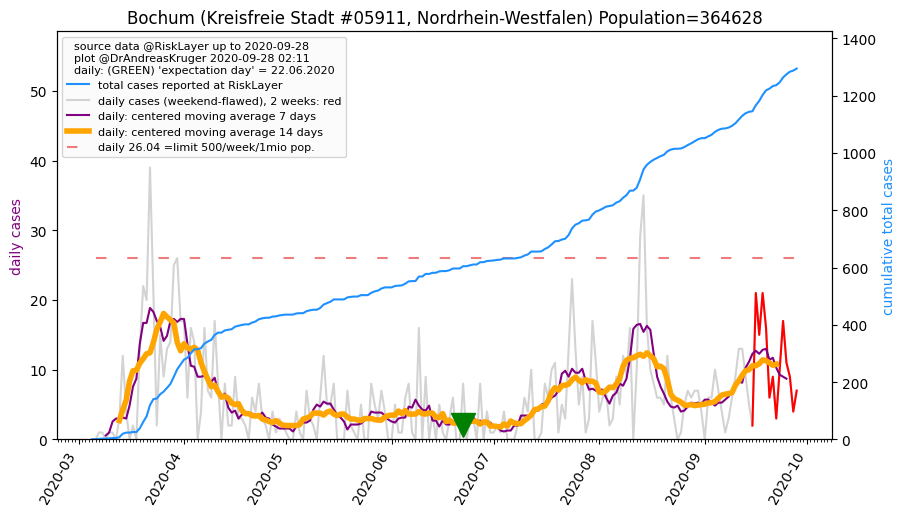 Bochum (Kreisfreie Stadt #05911, Nordrhein-Westfalen) Population=364628
source data @RiskLayer up to 2020-09-28
plot @DrAndreasKruger 2020-09-28 02:11
daily: (GREEN) 'expectation day' = 22.06.2020
total cases reported at RiskLayer
daily cases (weekend-flawed), 2 weeks: red
daily: centered moving average 7 days
daily: centered moving average 14 days
daily 26.04 =limit 500/week/1mio pop.
daily cases
50
40
30
20
10
0
cumulative total cases
1400
1200
1000
800
600
400
200
0
2020-03
2020-04
2020-05
2020-06
2020-07
2020-08
2020-09
2020-10